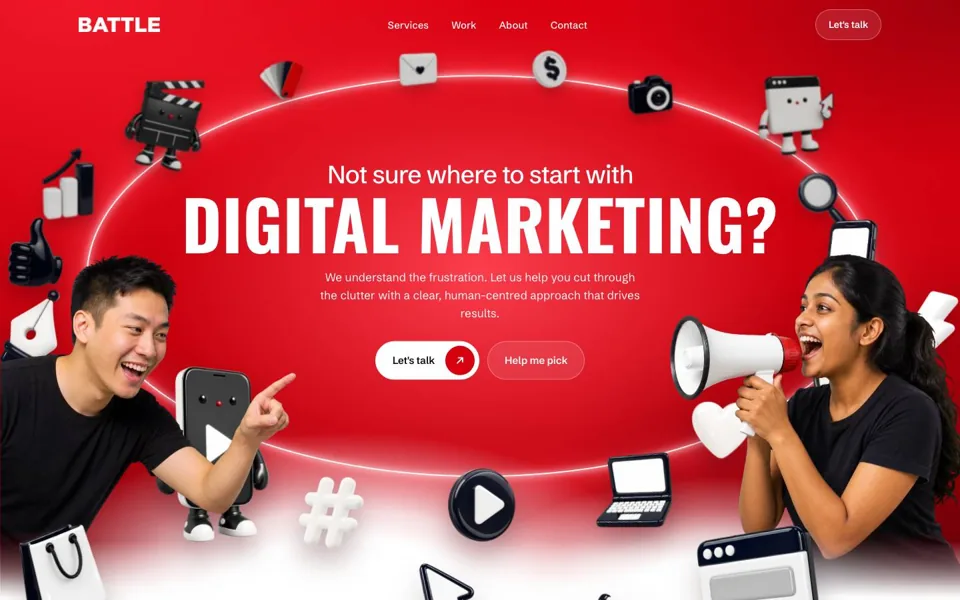 BATTLE
Services
Work
About
Contact
Let's talk
Not sure where to start with
DIGITAL MARKETING?
We understand the frustration. Let us help you cut through
the clutter with a clear, human-centred approach that drives
results.
Let's talk
Help me pick